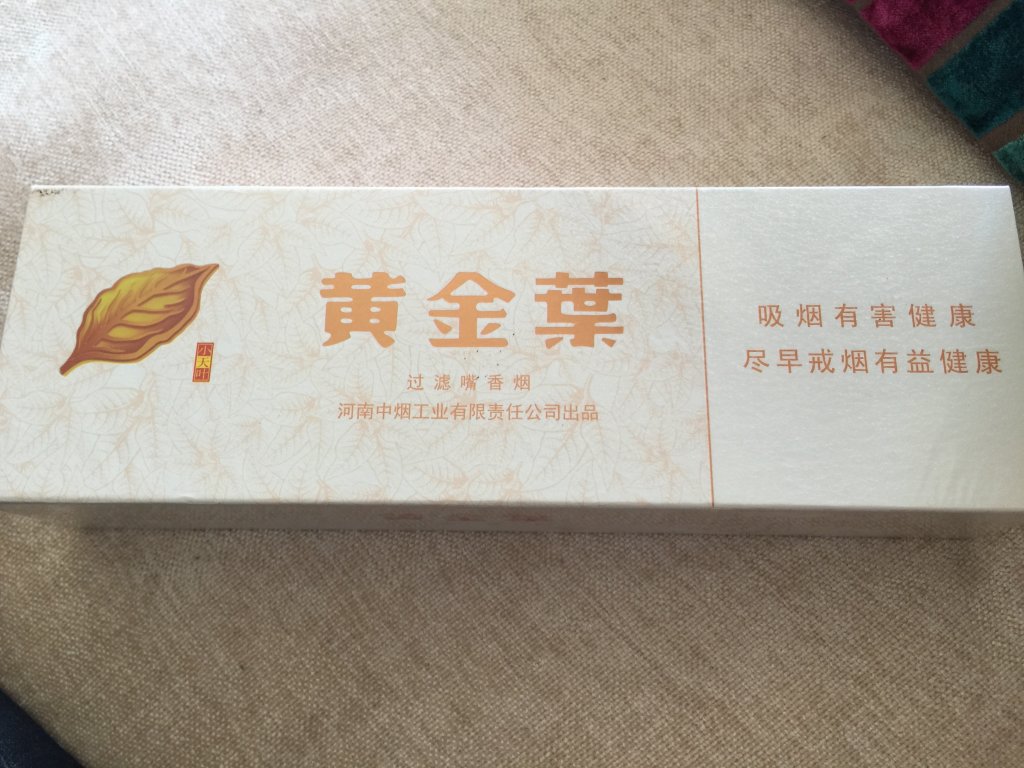 黄金葉
小大叶
过滤嘴香烟
河南中烟工业有限责任公司出品
吸烟有害健康
尽早戒烟有益健康